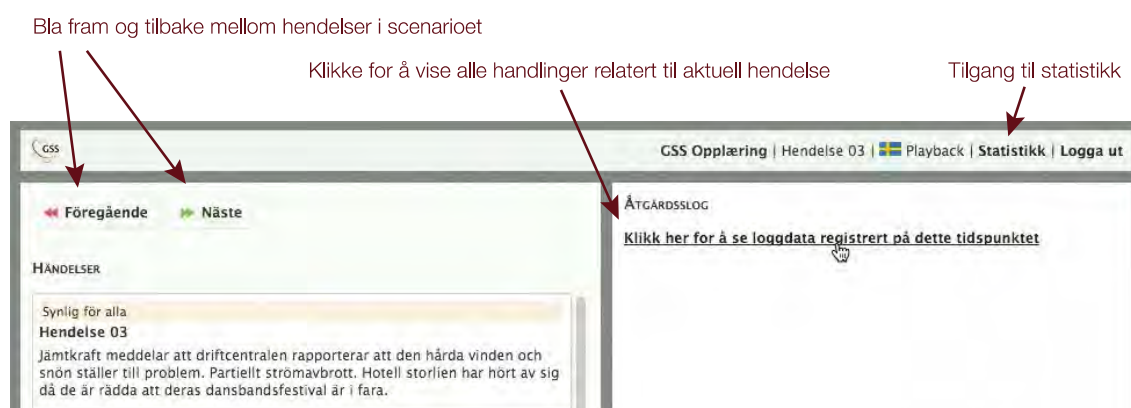 Bla fram og tilbake mellom hendelser i scenarioet
Klikke for å vise alle handlinger relatert til aktuell hendelse
Tilgang til statistikk
GSS
GSS Opplæring | Hendelse 03 | Playback | Statistikk | Logga ut
Föregående
Näste
Händelser
Synlig för alla
Hendelse 03
Jämtkraft meddelar att driftcentralen rapporterar att den hårda vinden och
snön ställer till problem. Partiellt strömavbrott. Hotell storlien har hört av sig
då de är rädda att deras dansbandsfestival är i fara.
Åtgärdsslog
Klikk her for å se loggdata registrert på dette tidspunktet